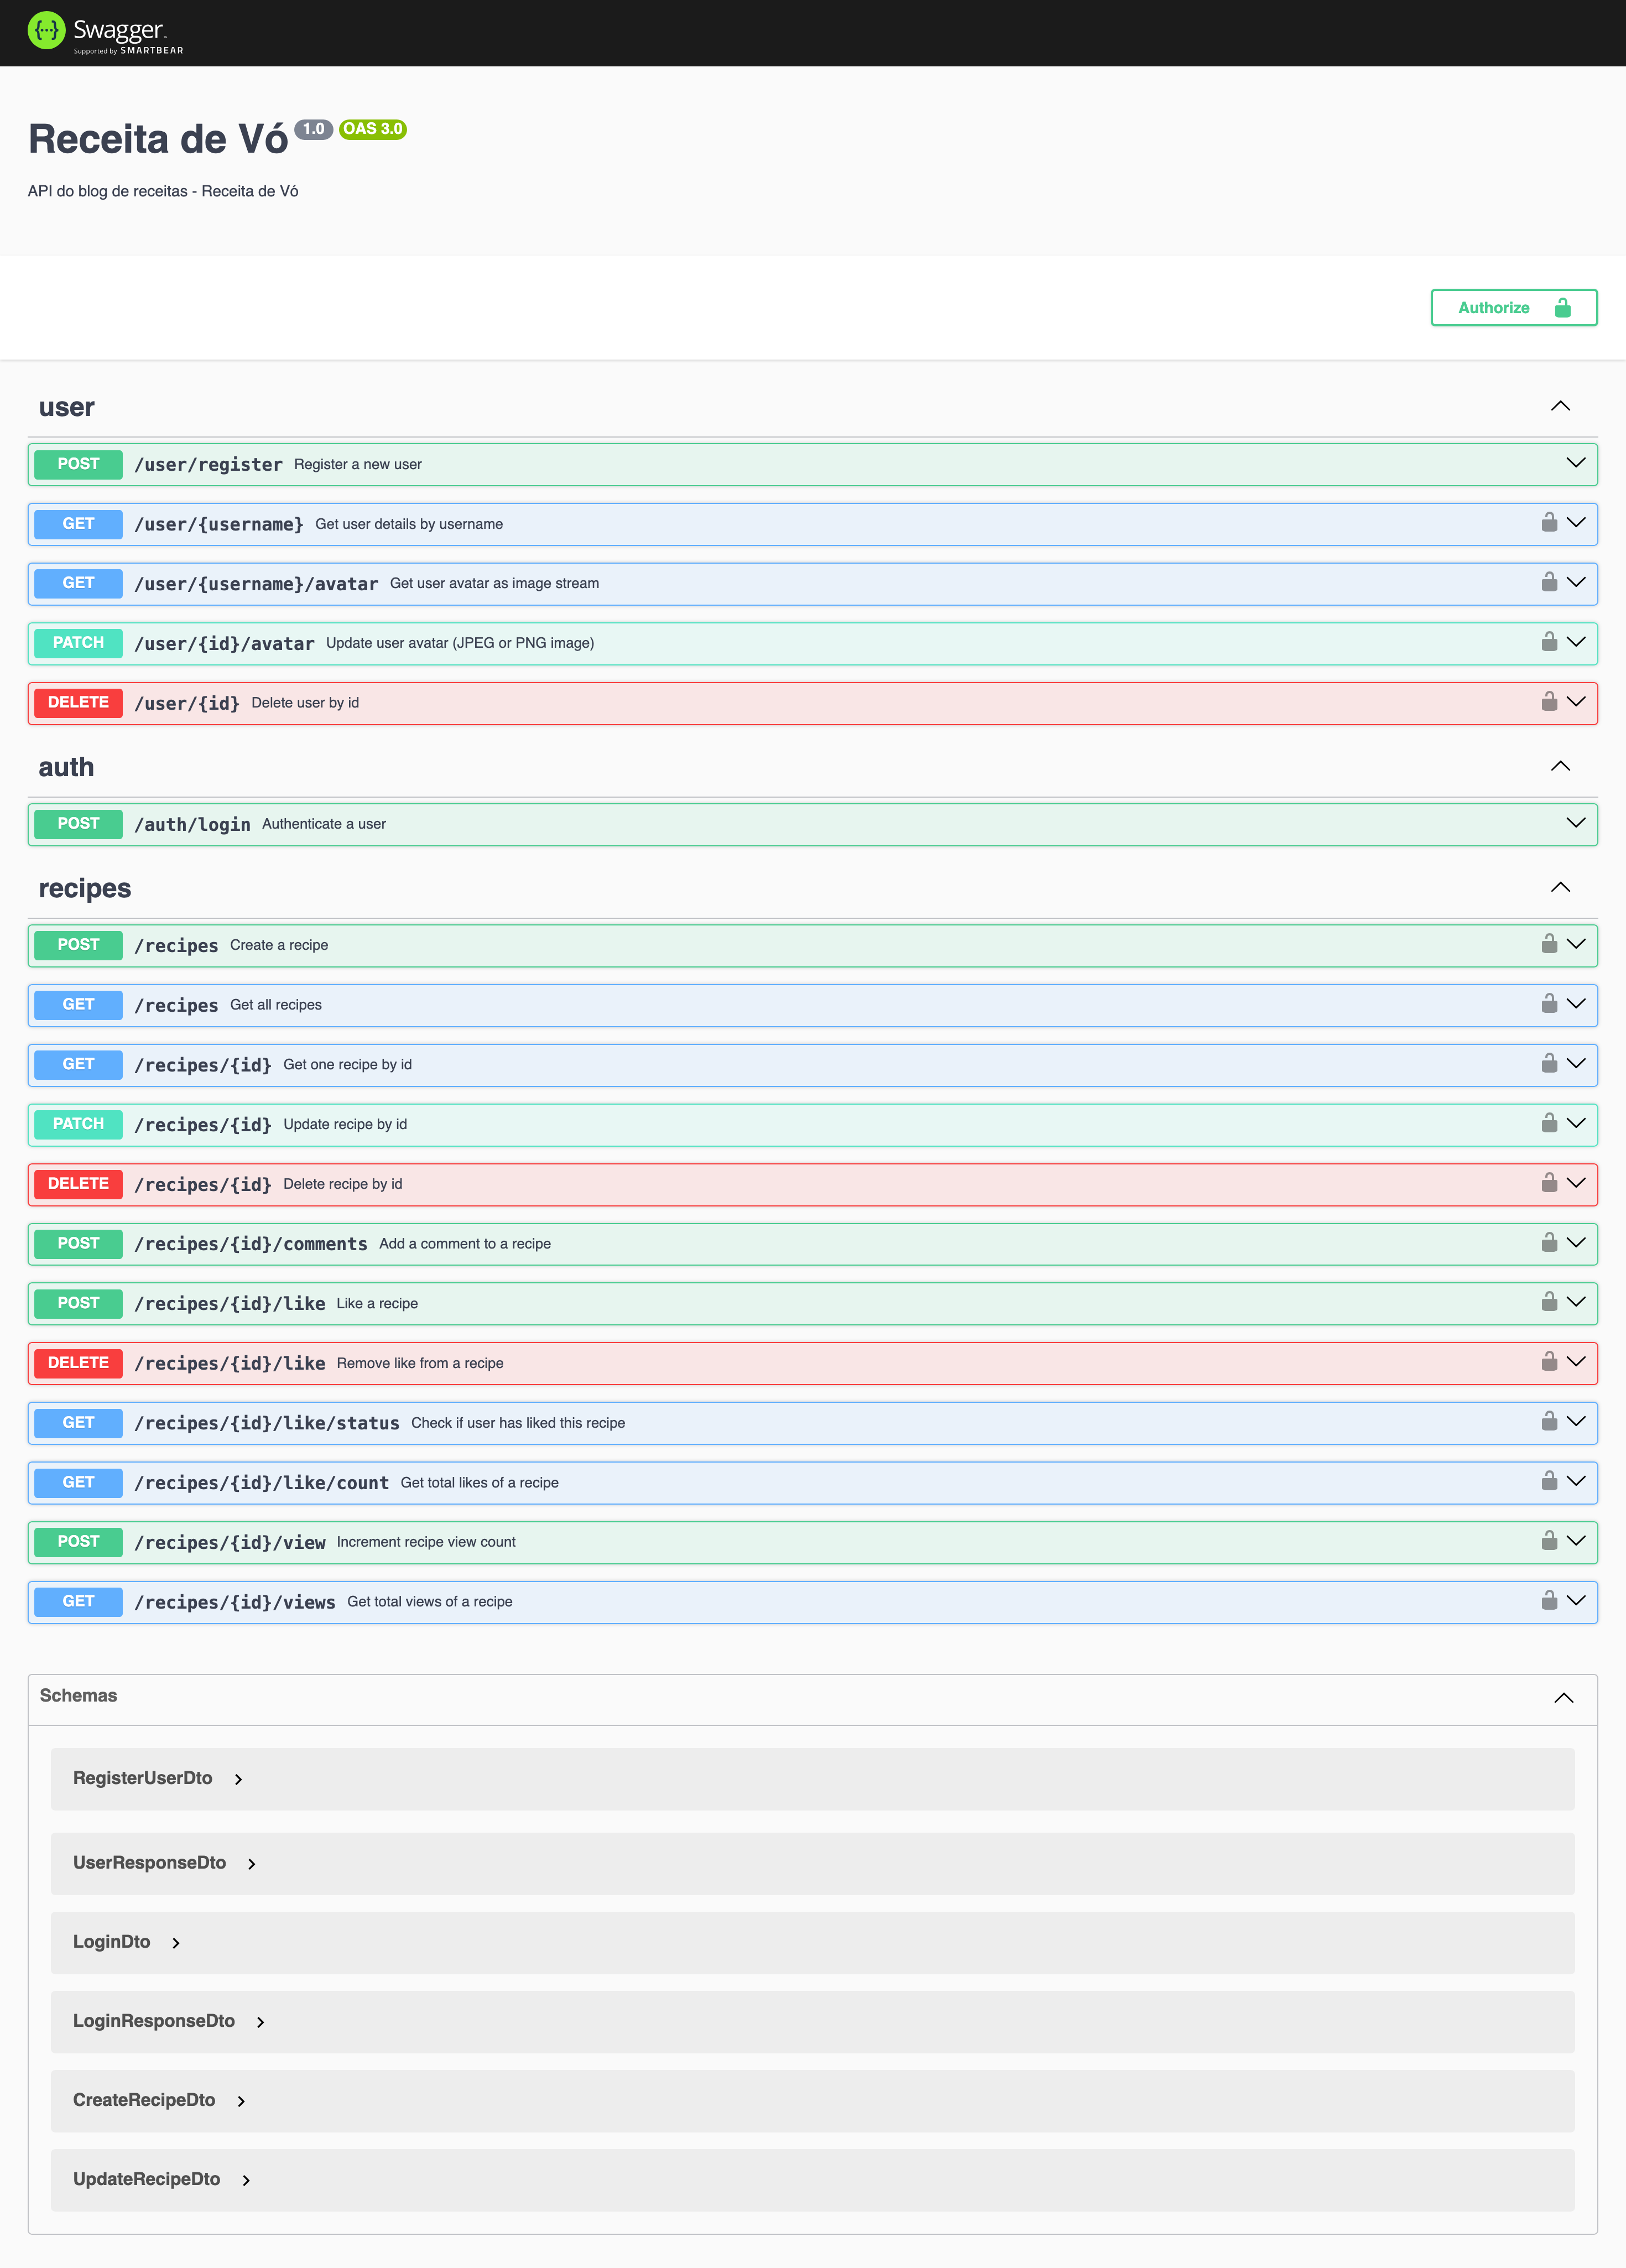 Swagger
Supported by SMARTBEAR
Receita de Vó 1.0 OAS 3.0
API do blog de receitas - Receita de Vó
Authorize
user
POST /user/register Register a new user
GET /user/{username} Get user details by username
GET /user/{username}/avatar Get user avatar as image stream
PATCH /user/{id}/avatar Update user avatar (JPEG or PNG image)
DELETE /user/{id} Delete user by id
auth
POST /auth/login Authenticate a user
recipes
POST /recipes Create a recipe
GET /recipes Get all recipes
GET /recipes/{id} Get one recipe by id
PATCH /recipes/{id} Update recipe by id
DELETE /recipes/{id} Delete recipe by id
POST /recipes/{id}/comments Add a comment to a recipe
POST /recipes/{id}/like Like a recipe
DELETE /recipes/{id}/like Remove like from a recipe
GET /recipes/{id}/like/status Check if user has liked this recipe
GET /recipes/{id}/like/count Get total likes of a recipe
POST /recipes/{id}/view Increment recipe view count
GET /recipes/{id}/views Get total views of a recipe
Schemas
RegisterUserDto
UserResponseDto
LoginDto
LoginResponseDto
CreateRecipeDto
UpdateRecipeDto